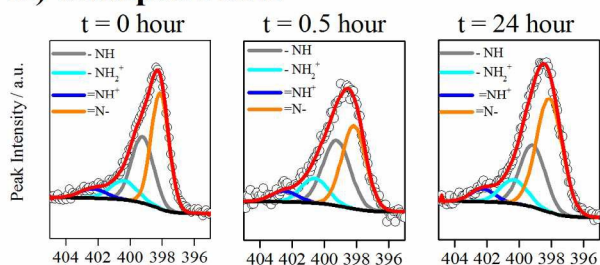 t = 0 hour
t = 0.5 hour
t = 24 hour
- NH
- NH₂⁺
=NH⁺
=N-
- NH
- NH₂⁺
=NH⁺
=N-
- NH
- NH₂⁺
=NH⁺
=N-
Peak Intensity / a.u.
404 402 400 398 396
404 402 400 398 396
404 402 400 398 396